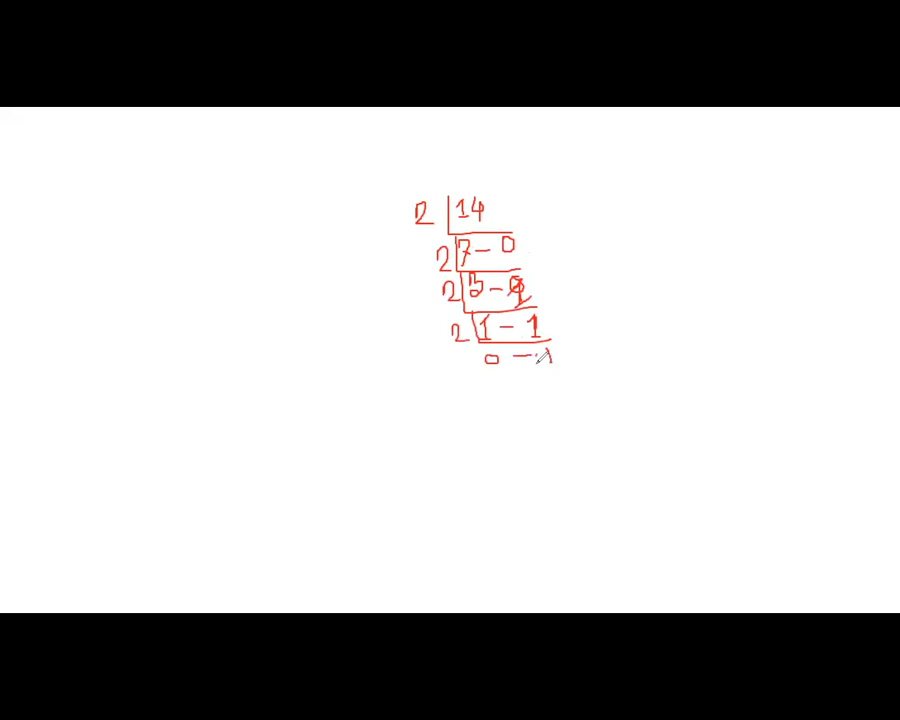 2 | 14
2 | 7 - 0
2 | 3 - 1
2 | 1 - 1
0 - 1